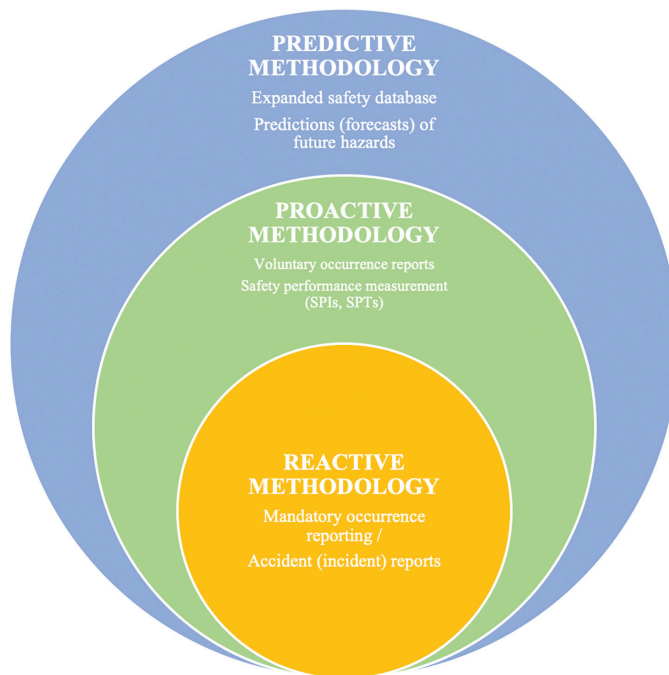 PREDICTIVE
METHODOLOGY
Expanded safety database
Predictions (forecasts) of
future hazards
PROACTIVE
METHODOLOGY
Voluntary occurrence reports
Safety performance measurement
(SPIs, SPTs)
REACTIVE
METHODOLOGY
Mandatory occurrence
reporting /
Accident (incident) reports